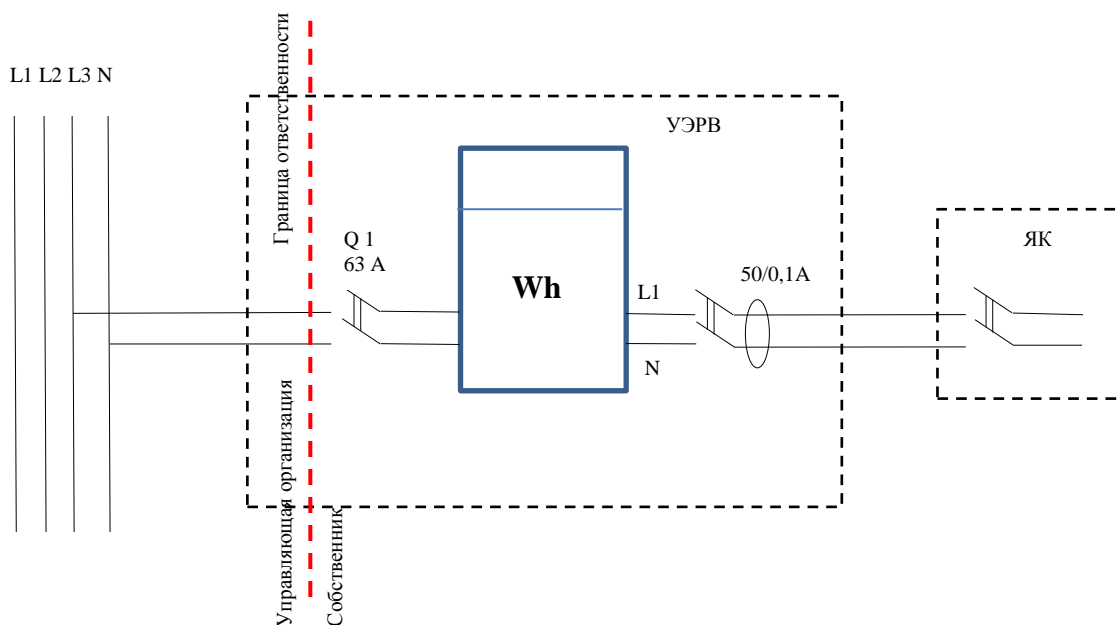 L1 L2 L3 N
Граница ответственности
УЭРВ
Q 1
63 А
Wh
L1
N
50/0,1А
ЯК
Управляющая организация
Собственник